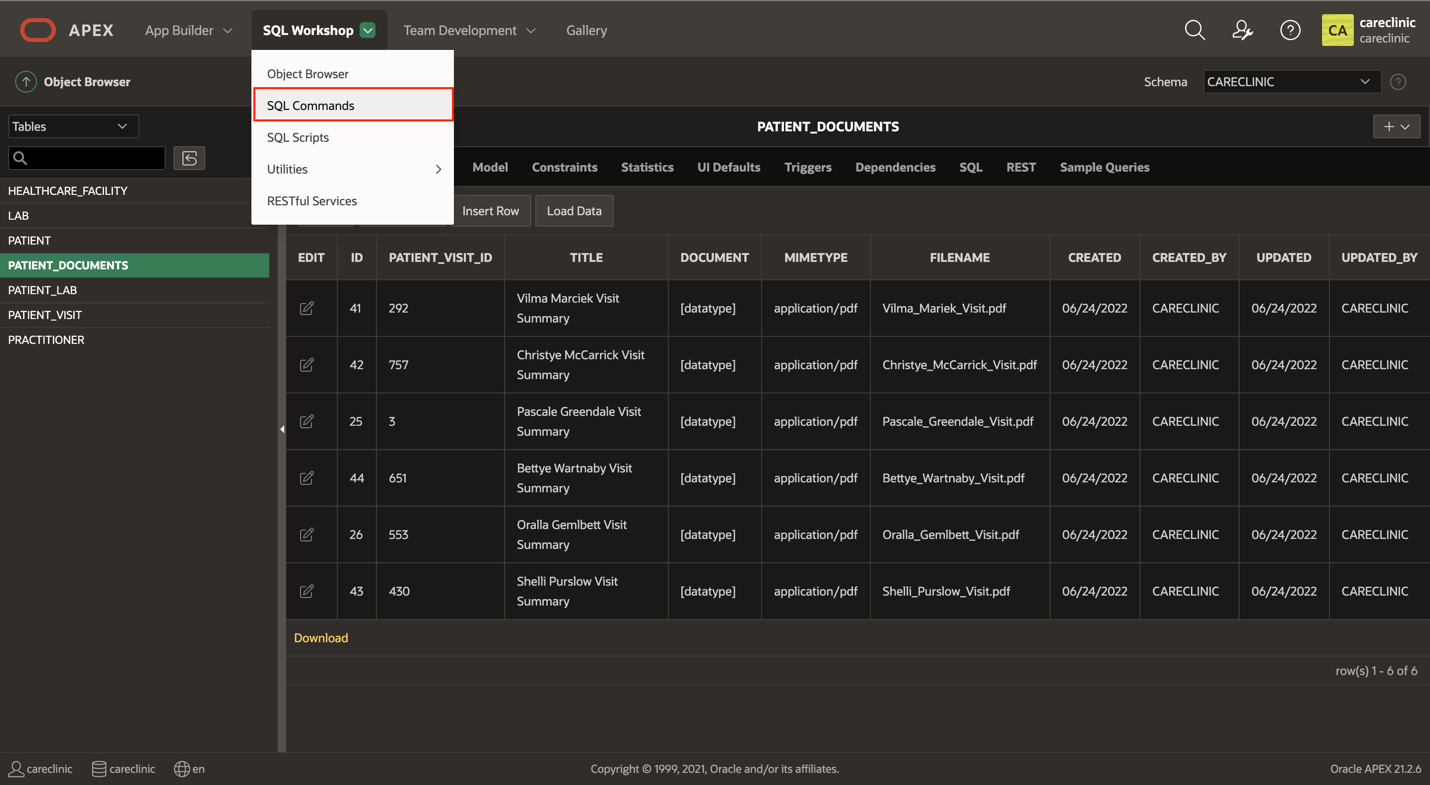 APEX
App Builder
SQL Workshop
Team Development
Gallery
CA
careclinic
careclinic
Object Browser
Schema
CARECLINIC
Object Browser
SQL Commands
SQL Scripts
Utilities
RESTful Services
Tables
PATIENT_DOCUMENTS
Model
Constraints
Statistics
UI Defaults
Triggers
Dependencies
SQL
REST
Sample Queries
HEALTHCARE_FACILITY
LAB
PATIENT
PATIENT_DOCUMENTS
PATIENT_LAB
PATIENT_VISIT
PRACTITIONER
Insert Row
Load Data
EDIT ID PATIENT_VISIT_ID TITLE DOCUMENT MIMETYPE FILENAME CREATED CREATED_BY UPDATED UPDATED_BY
41 292 Vilma Marciek Visit
Summary [datatype] application/pdf Vilma_Mariek_Visit.pdf 06/24/2022 CARECLINIC 06/24/2022 CARECLINIC
42 757 Christye McCarrick Visit
Summary [datatype] application/pdf Christye_McCarrick_Visit.pdf 06/24/2022 CARECLINIC 06/24/2022 CARECLINIC
25 3 Pascale Greendale Visit
Summary [datatype] application/pdf Pascale_Greendale_Visit.pdf 06/24/2022 CARECLINIC 06/24/2022 CARECLINIC
44 651 Bettye Wartnaby Visit
Summary [datatype] application/pdf Bettye_Wartnaby_Visit.pdf 06/24/2022 CARECLINIC 06/24/2022 CARECLINIC
26 553 Oralla Gemlbett Visit
Summary [datatype] application/pdf Oralla_Gemlbett_Visit.pdf 06/24/2022 CARECLINIC 06/24/2022 CARECLINIC
43 430 Shelli Purslow Visit
Summary [datatype] application/pdf Shelli_Purslow_Visit.pdf 06/24/2022 CARECLINIC 06/24/2022 CARECLINIC
Download
row(s) 1 - 6 of 6
careclinic
careclinic
en
Copyright © 1999, 2021, Oracle and/or its affiliates.
Oracle APEX 21.2.6